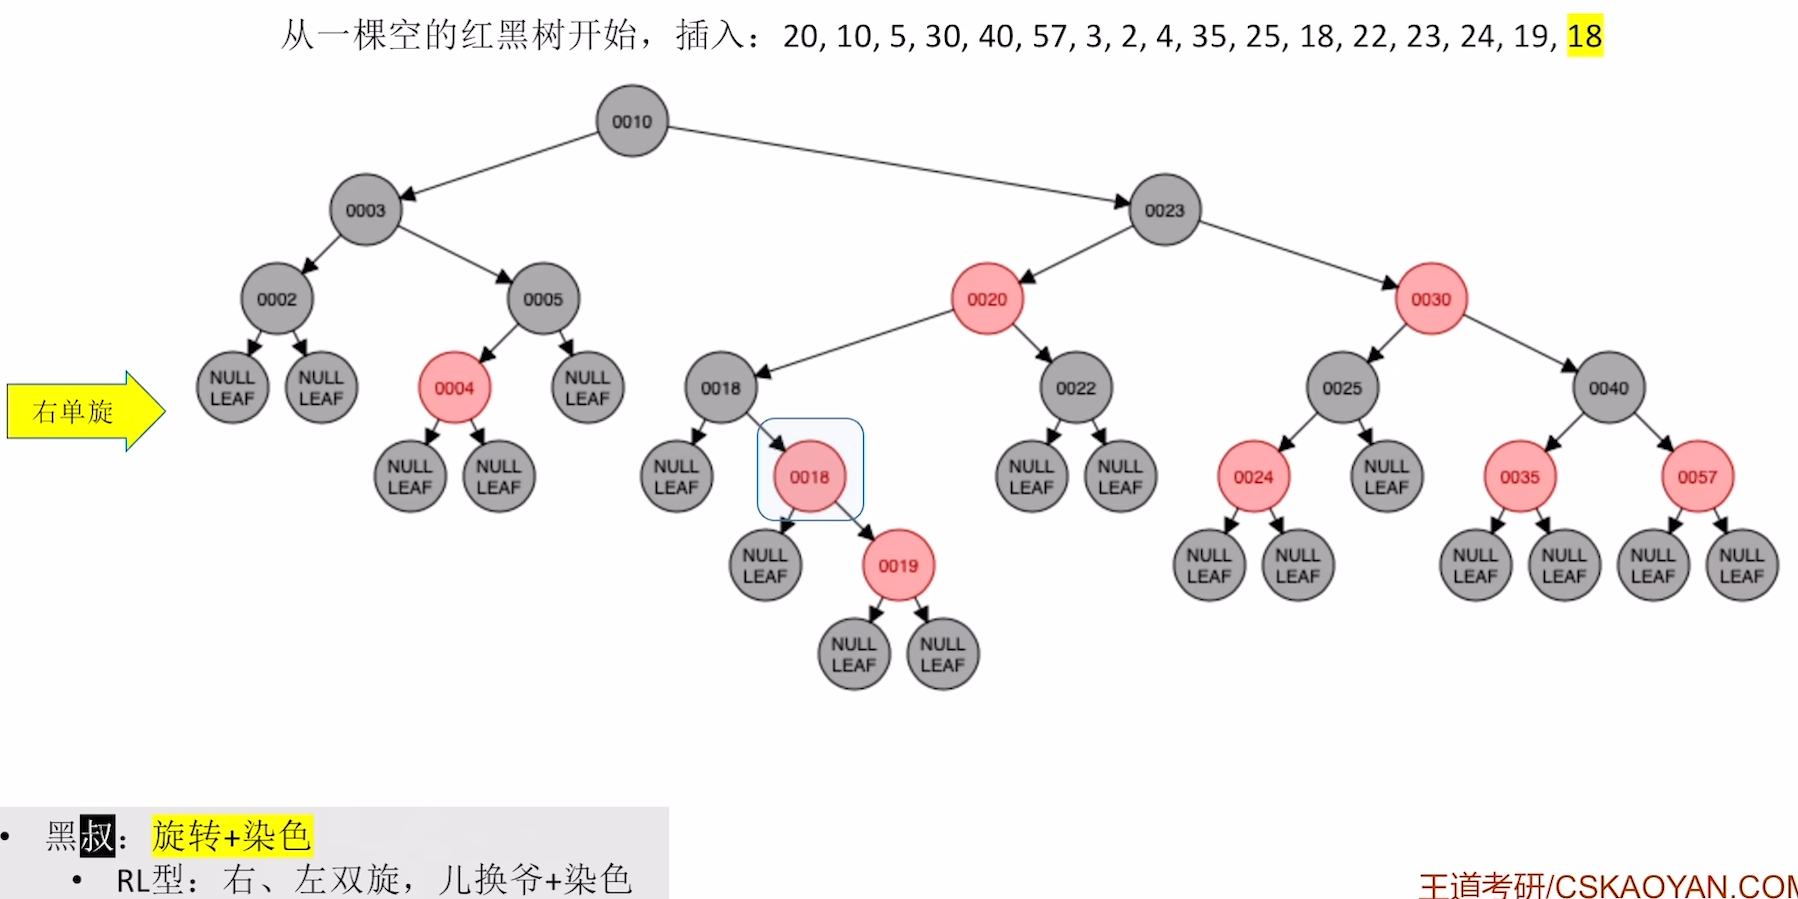 从一棵空的红黑树开始，插入：20, 10, 5, 30, 40, 57, 3, 2, 4, 35, 25, 18, 22, 23, 24, 19, 18
0010
0003
0023
0002
0005
0020
0030
NULL LEAF
NULL LEAF
0004
NULL LEAF
0018
0022
0025
0040
右单旋
NULL LEAF
NULL LEAF
NULL LEAF
0018
NULL LEAF
NULL LEAF
0024
NULL LEAF
0035
0057
NULL LEAF
0019
NULL LEAF
NULL LEAF
NULL LEAF
NULL LEAF
NULL LEAF
NULL LEAF
NULL LEAF
NULL LEAF
• 黑叔：旋转+染色
• RL型：右、左双旋，儿换爷+染色
王道考研/CSKAOYAN.COM